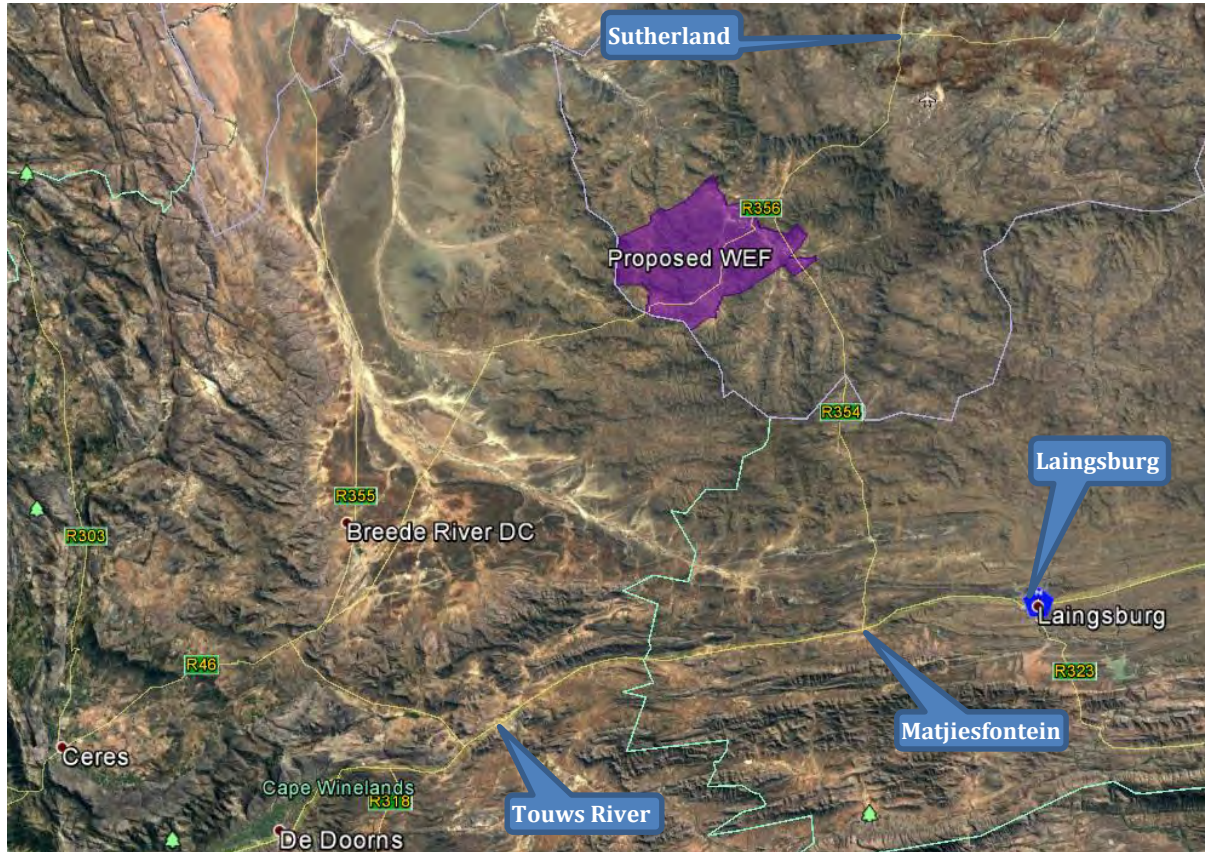 Sutherland
R356
Proposed WEF
R354
Laingsburg
R355
Breede River DC
R303
Laingsburg
R46
R323
Matjiesfontein
Ceres
Cape Winelands
R318
Touws River
De Doorns